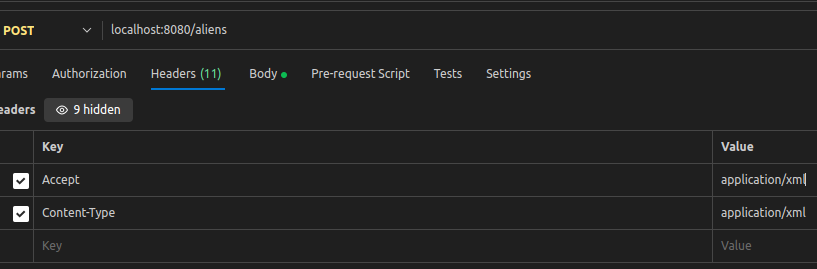 POST localhost:8080/aliens
rams Authorization Headers (11) Body Pre-request Script Tests Settings
eaders 9 hidden
Key Value
Accept application/xml
Content-Type application/xml
Key Value